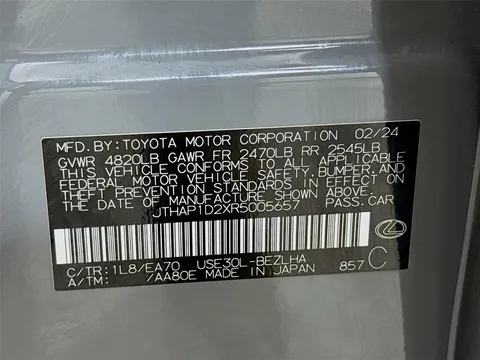 MFD.BY:TOYOTA MOTOR CORPORATION 02/24
GVWR 4820LB GAWR FR 2470LB RR 2545LB
THIS VEHICLE CONFORMS TO ALL APPLICABLE
FEDERAL MOTOR VEHICLE SAFETY,BUMPER,AND
THEFT PREVENTION STANDARDS IN EFFECT ON
THE DATE OF MANUFACTURE SHOWN ABOVE.
JTHAP1D2XR5C05657 PASS.CAR
C/TR:1L8/EA70 USE30L-BEZLHA
A/TM: /AA80E MADE IN JAPAN 857 C